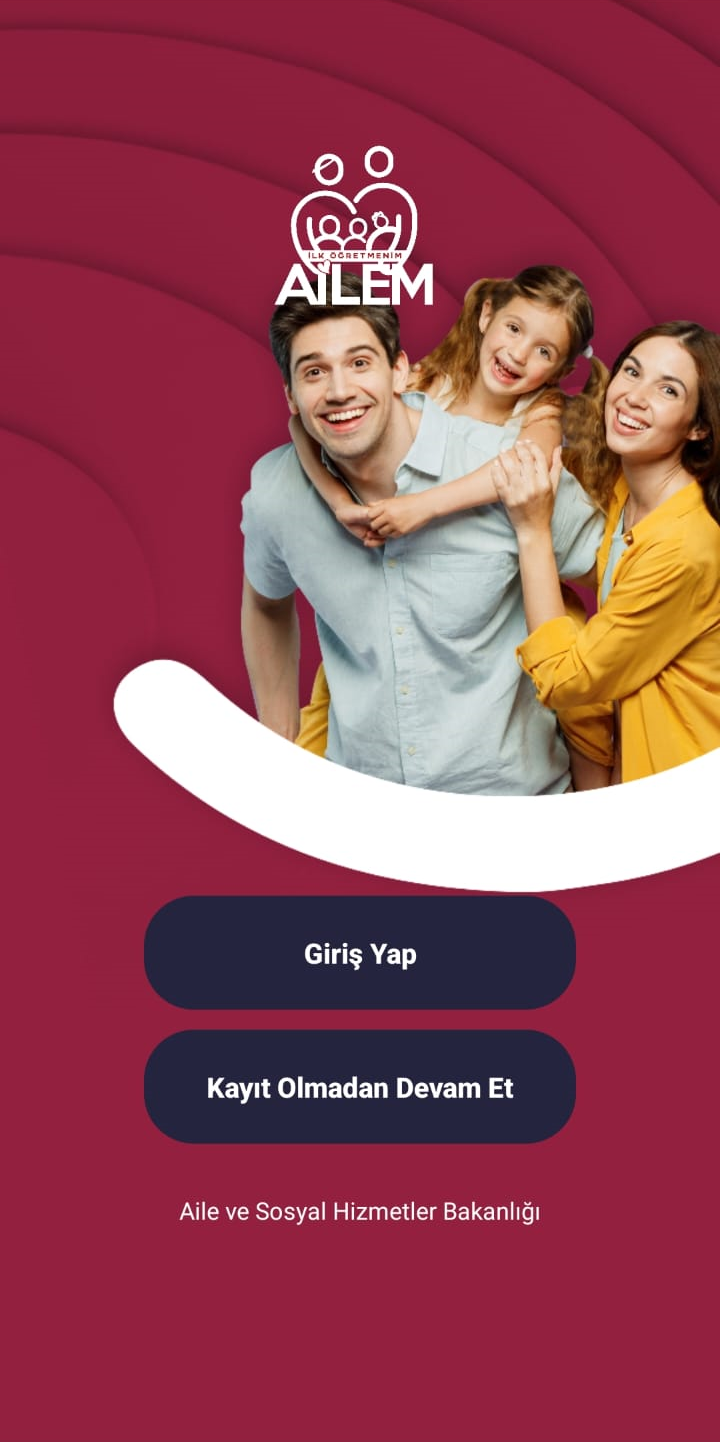 İLK ÖĞRETMENİM
AİLEM
Giriş Yap
Kayıt Olmadan Devam Et
Aile ve Sosyal Hizmetler Bakanlığı